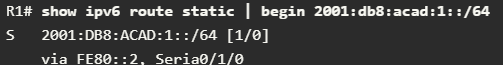 R1# show ipv6 route static | begin 2001:db8:acad:1::/64
S 2001:DB8:ACAD:1::/64 [1/0]
via FE80::2, Seria0/1/0